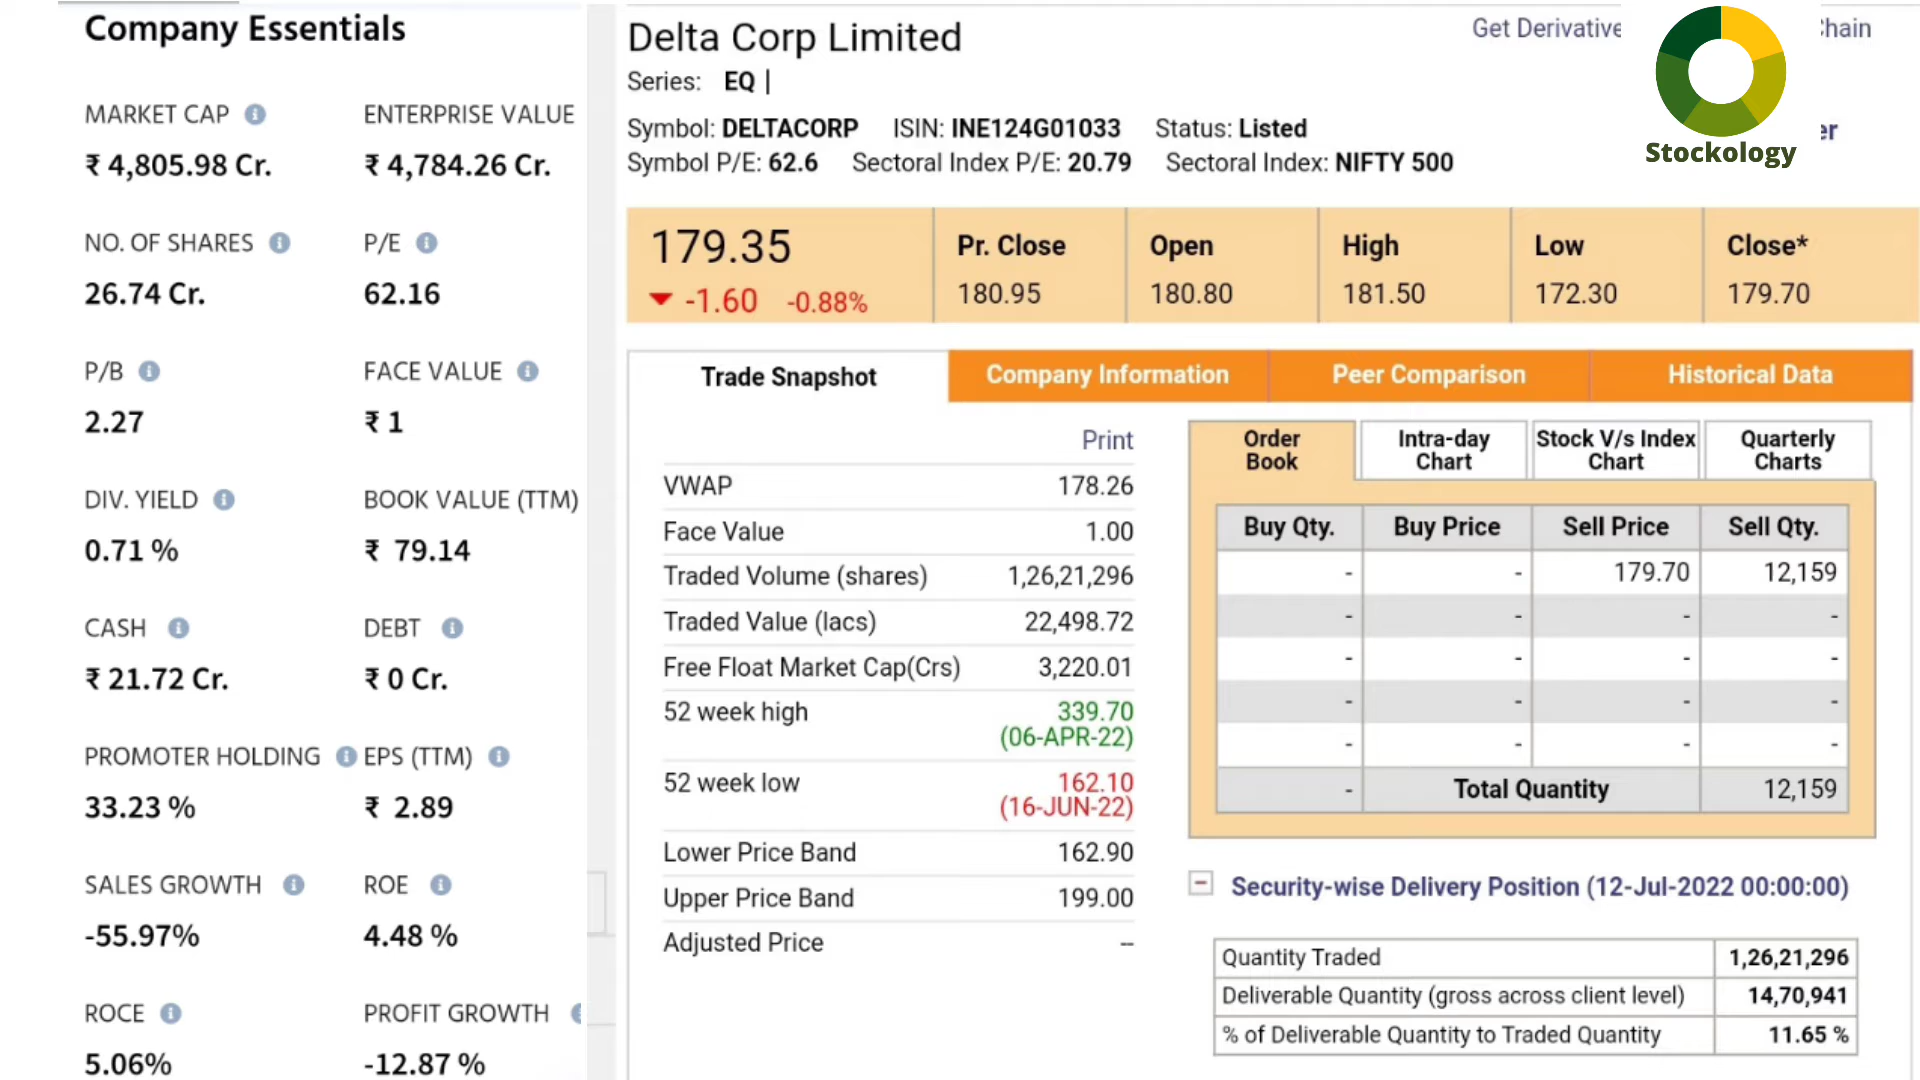 Company Essentials
MARKET CAP ENTERPRISE VALUE
₹ 4,805.98 Cr. ₹ 4,784.26 Cr.
NO. OF SHARES P/E
26.74 Cr. 62.16
P/B FACE VALUE
2.27 ₹ 1
DIV. YIELD BOOK VALUE (TTM)
0.71 % ₹ 79.14
CASH DEBT
₹ 21.72 Cr. ₹ 0 Cr.
PROMOTER HOLDING EPS (TTM)
33.23 % ₹ 2.89
SALES GROWTH ROE
-55.97% 4.48 %
ROCE PROFIT GROWTH
5.06% -12.87 %
Delta Corp Limited
Get Derivative
Series: EQ |
Symbol: DELTACORP ISIN: INE124G01033 Status: Listed
Symbol P/E: 62.6 Sectoral Index P/E: 20.79 Sectoral Index: NIFTY 500
Stockology
179.35 Pr. Close Open High Low Close*
-1.60 -0.88% 180.95 180.80 181.50 172.30 179.70
Trade Snapshot Company Information Peer Comparison Historical Data
Print
VWAP 178.26
Face Value 1.00
Traded Volume (shares) 1,26,21,296
Traded Value (lacs) 22,498.72
Free Float Market Cap(Crs) 3,220.01
52 week high 339.70
(06-APR-22)
52 week low 162.10
(16-JUN-22)
Lower Price Band 162.90
Upper Price Band 199.00
Adjusted Price --
Order Intra-day Stock V/s Index Quarterly
Book Chart Chart Charts
Buy Qty. Buy Price Sell Price Sell Qty.
- - 179.70 12,159
- - - -
- - - -
- - - -
- - - -
- Total Quantity 12,159
Security-wise Delivery Position (12-Jul-2022 00:00:00)
Quantity Traded 1,26,21,296
Deliverable Quantity (gross across client level) 14,70,941
% of Deliverable Quantity to Traded Quantity 11.65 %